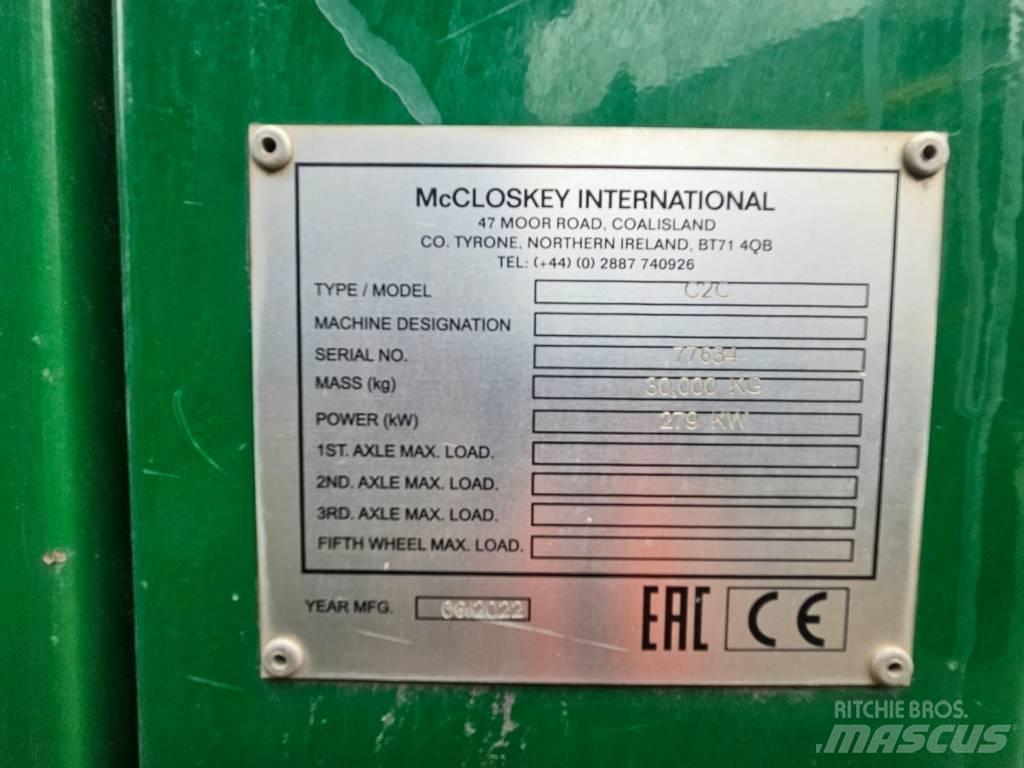 McCLOSKEY INTERNATIONAL
47 MOOR ROAD, COALISLAND
CO. TYRONE, NORTHERN IRELAND, BT71 4QB
TEL: (+44) (0) 2887 740926
TYPE / MODEL C2C
MACHINE DESIGNATION
SERIAL NO. 77634
MASS (kg) 30,000 KG
POWER (kW) 279 KW
1ST. AXLE MAX. LOAD.
2ND. AXLE MAX. LOAD.
3RD. AXLE MAX. LOAD.
FIFTH WHEEL MAX. LOAD.
YEAR MFG. 06/2022
EAC CE
RITCHIE BROS.
MASCUS